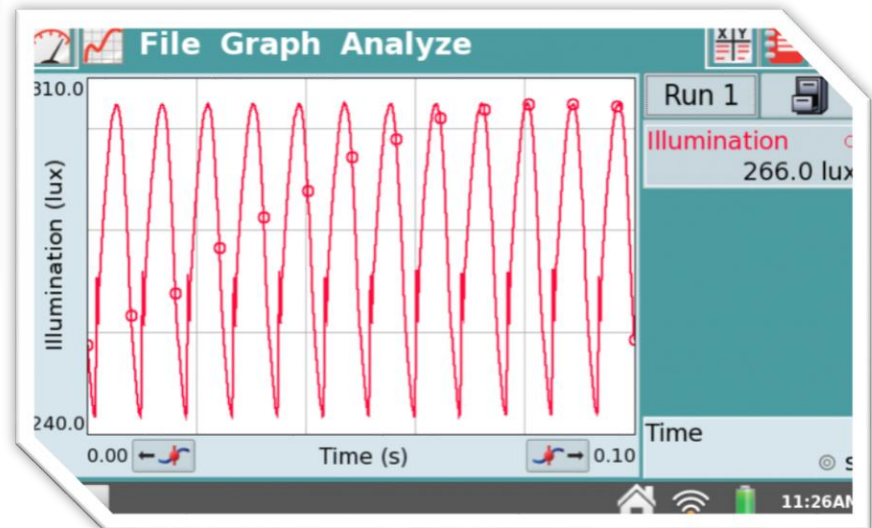 File Graph Analyze
X Y
310.0
Run 1
Illumination
266.0 lux
Illumination (lux)
240.0
0.00
Time (s)
0.10
Time
11:26AM